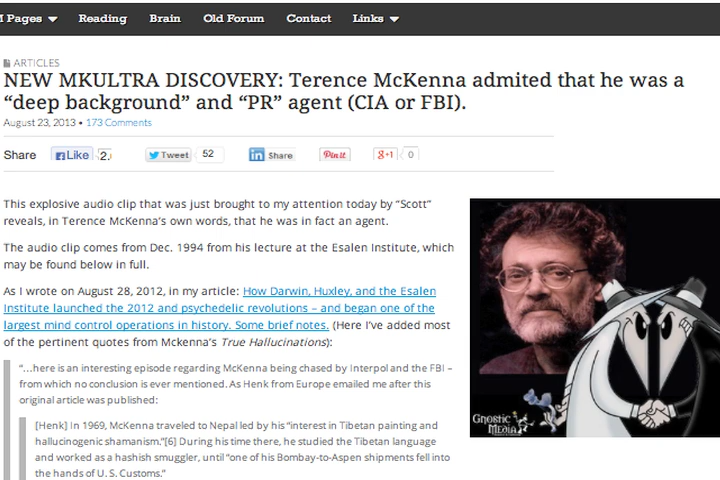 M Pages Reading Brain Old Forum Contact Links
ARTICLES
NEW MKULTRA DISCOVERY: Terence McKenna admitted that he was a
“deep background” and “PR” agent (CIA or FBI).
August 23, 2013 • 173 Comments
Share Like 2. Tweet 52 Share Pin it +1 0
This explosive audio clip that was just brought to my attention today by “Scott”
reveals, in Terence McKenna’s own words, that he was in fact an agent.
The audio clip comes from Dec. 1994 from his lecture at the Esalen Institute, which
may be found below in full.
As I wrote on August 28, 2012, in my article: How Darwin, Huxley, and the Esalen
Institute launched the 2012 and psychedelic revolutions – and began one of the
largest mind control operations in history. Some brief notes. (Here I’ve added most
of the pertinent quotes from Mckenna’s True Hallucinations):
“…here is an interesting episode regarding McKenna being chased by Interpol and the FBI –
from which no conclusion is ever mentioned. As Henk from Europe emailed me after this
original article was published:
[Henk] In 1969, McKenna traveled to Nepal led by his “interest in Tibetan painting and
hallucinogenic shamanism.”[6] During his time there, he studied the Tibetan language
and worked as a hashish smuggler, until “one of his Bombay-to-Aspen shipments fell into
the hands of U. S. Customs.”
Gnostic
Media